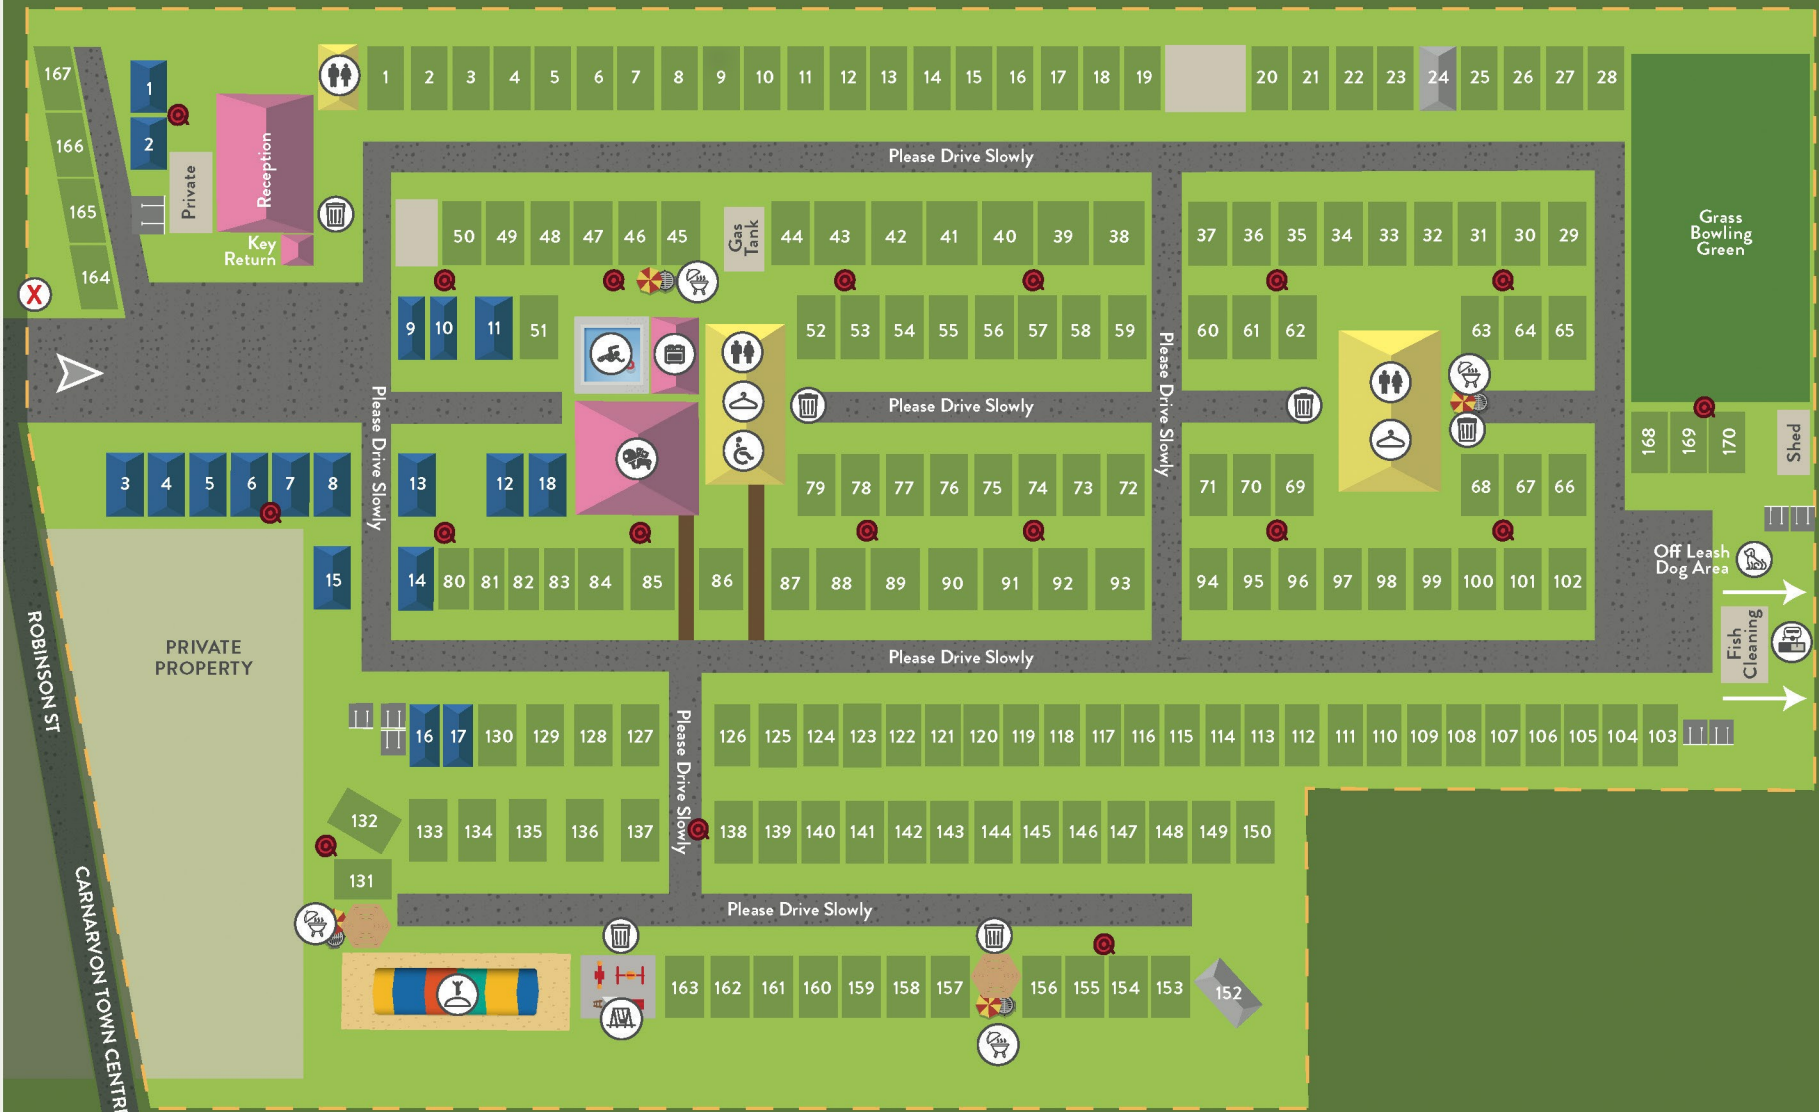 167
166
165
164
1
2
Private
Reception
Key
Return
X
1 2 3 4 5 6 7 8 9 10 11 12 13 14 15 16 17 18 19 20 21 22 23 24 25 26 27 28
Please Drive Slowly
50 49 48 47 46 45
Gas
Tank
44 43 42 41 40 39 38
37 36 35 34 33 32 31 30 29
Grass
Bowling
Green
9 10 11 51
52 53 54 55 56 57 58 59
60 61 62
63 64 65
Please Drive Slowly
Please Drive Slowly
Please Drive Slowly
168 169 170
Shed
3 4 5 6 7 8
13 12 18
79 78 77 76 75 74 73 72
71 70 69
68 67 66
15
14 80 81 82 83 84 85 86 87 88 89 90 91 92 93
94 95 96 97 98 99 100 101 102
Off Leash
Dog Area
Fish
Cleaning
PRIVATE
PROPERTY
ROBINSON ST
CARNARVON TOWN CENTR
Please Drive Slowly
16 17 130 129 128 127
Please Drive Slowly
126 125 124 123 122 121 120 119 118 117 116 115 114 113 112 111 110 109 108 107 106 105 104 103
132
131
133 134 135 136 137
138 139 140 141 142 143 144 145 146 147 148 149 150
Please Drive Slowly
163 162 161 160 159 158 157 156 155 154 153 152